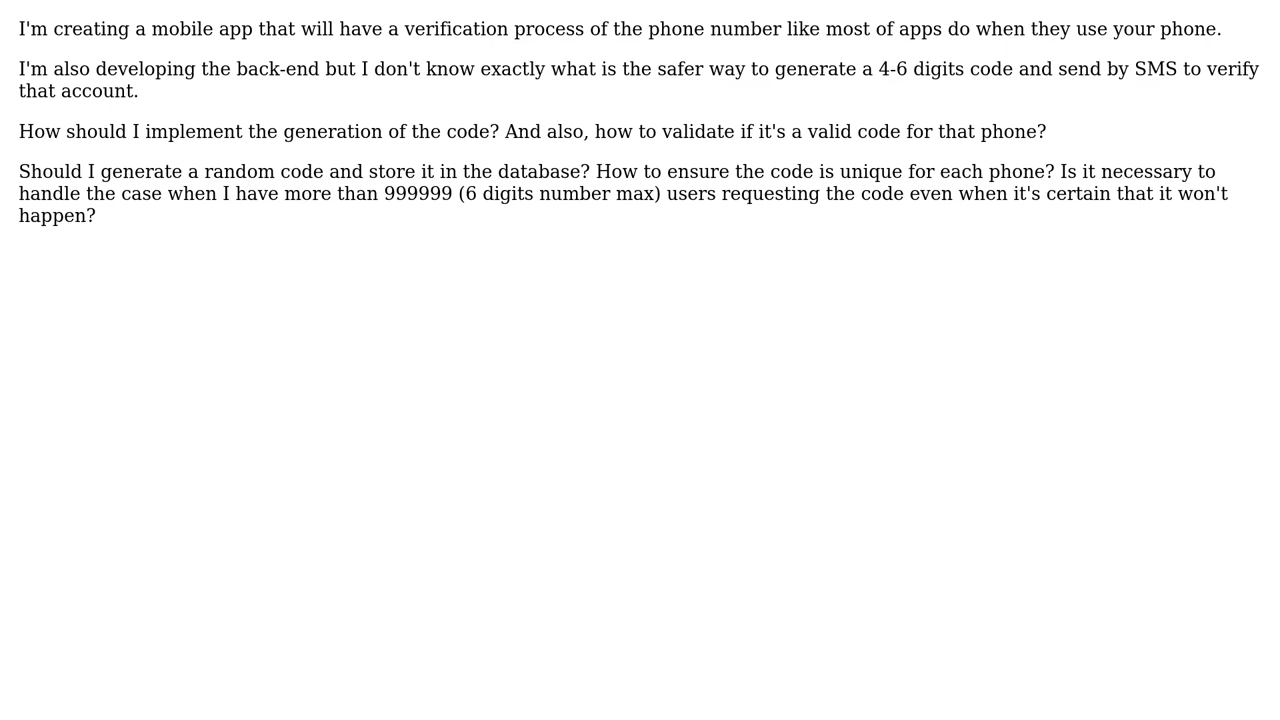 I'm creating a mobile app that will have a verification process of the phone number like most of apps do when they use your phone.
I'm also developing the back-end but I don't know exactly what is the safer way to generate a 4-6 digits code and send by SMS to verify
that account.
How should I implement the generation of the code? And also, how to validate if it's a valid code for that phone?
Should I generate a random code and store it in the database? How to ensure the code is unique for each phone? Is it necessary to
handle the case when I have more than 999999 (6 digits number max) users requesting the code even when it's certain that it won't
happen?